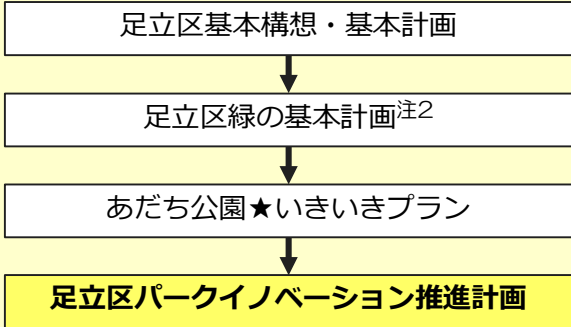 足立区基本構想・基本計画
足立区緑の基本計画注2
あだち公園★いきいきプラン
足立区パークイノベーション推進計画